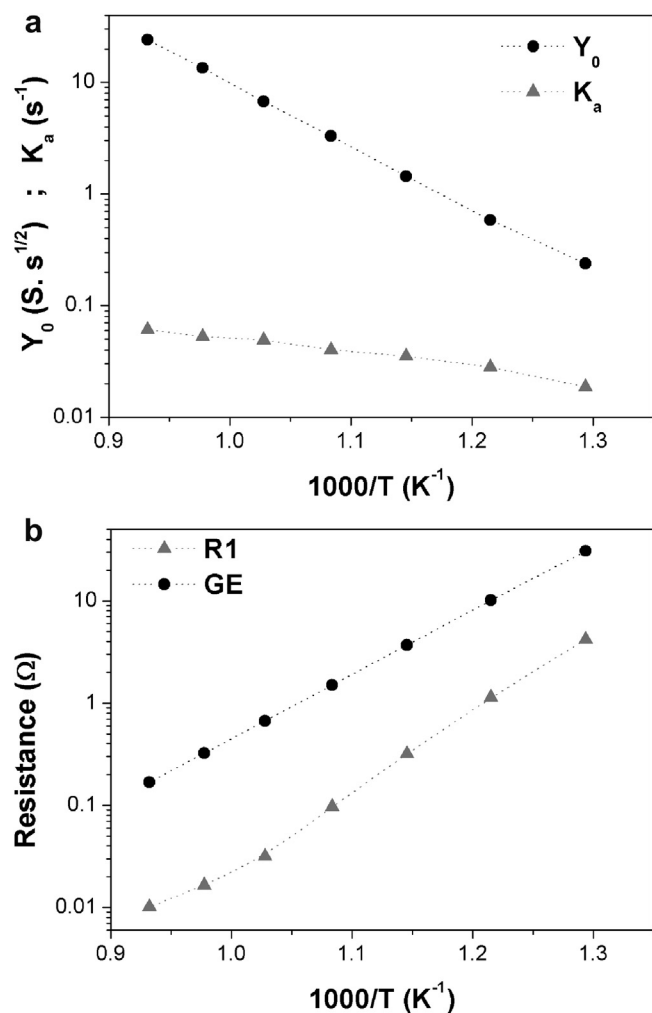 a
Y₀
Kₐ
Y₀ (S. s¹ᐟ²) ; Kₐ (s⁻¹)
10
1
0.1
0.01
0.9 1.0 1.1 1.2 1.3
1000/T (K⁻¹)
b
R1
GE
Resistance (Ω)
10
1
0.1
0.01
0.9 1.0 1.1 1.2 1.3
1000/T (K⁻¹)